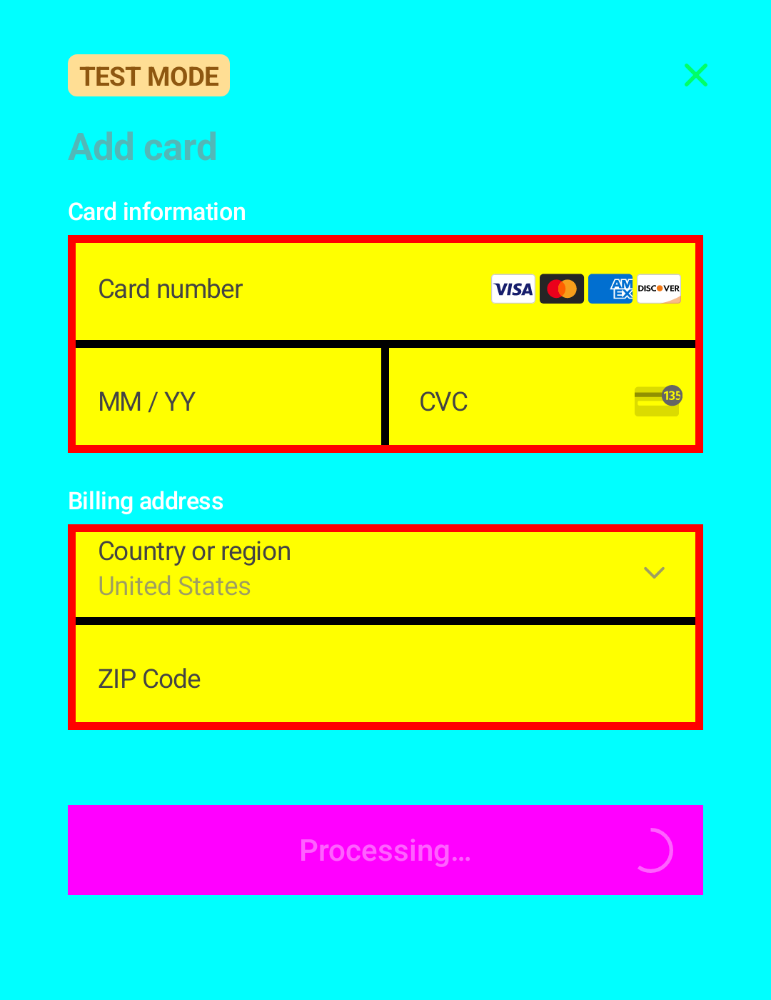 TEST MODE
Add card
Card information
Card number
VISA
AM
EX
DISCOVER
MM / YY
CVC
135
Billing address
Country or region
United States
ZIP Code
Processing…